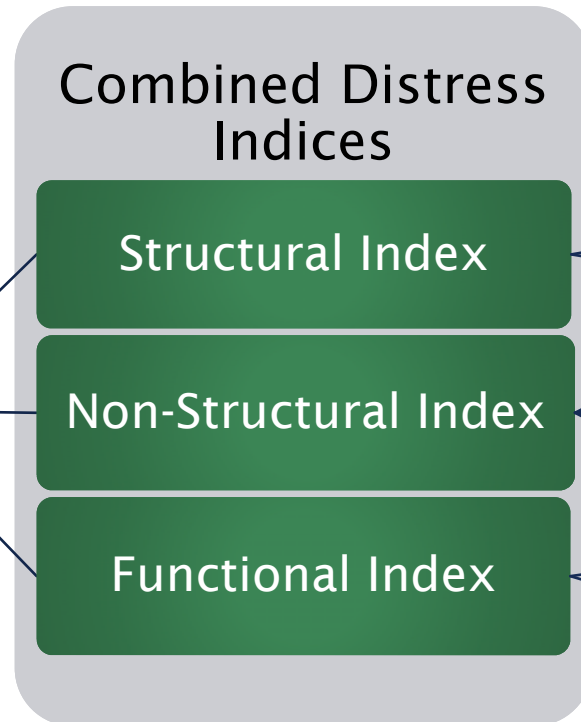 Combined Distress
Indices
Structural Index
Non-Structural Index
Functional Index